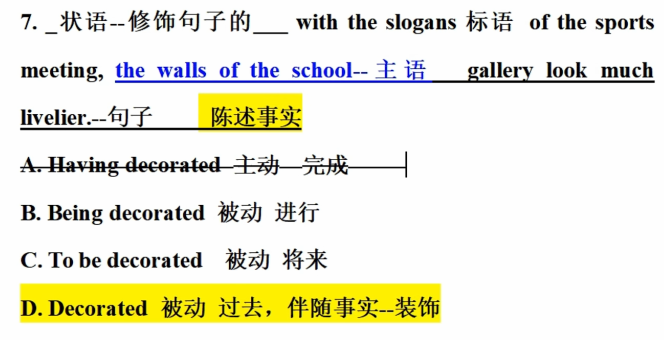 7. _状语--修饰句子的___ with the slogans 标语 of the sports
meeting, the walls of the school--主语 gallery look much
livelier.--句子 陈述事实
A. Having decorated 主动 完成
B. Being decorated 被动 进行
C. To be decorated 被动 将来
D. Decorated 被动 过去，伴随事实--装饰